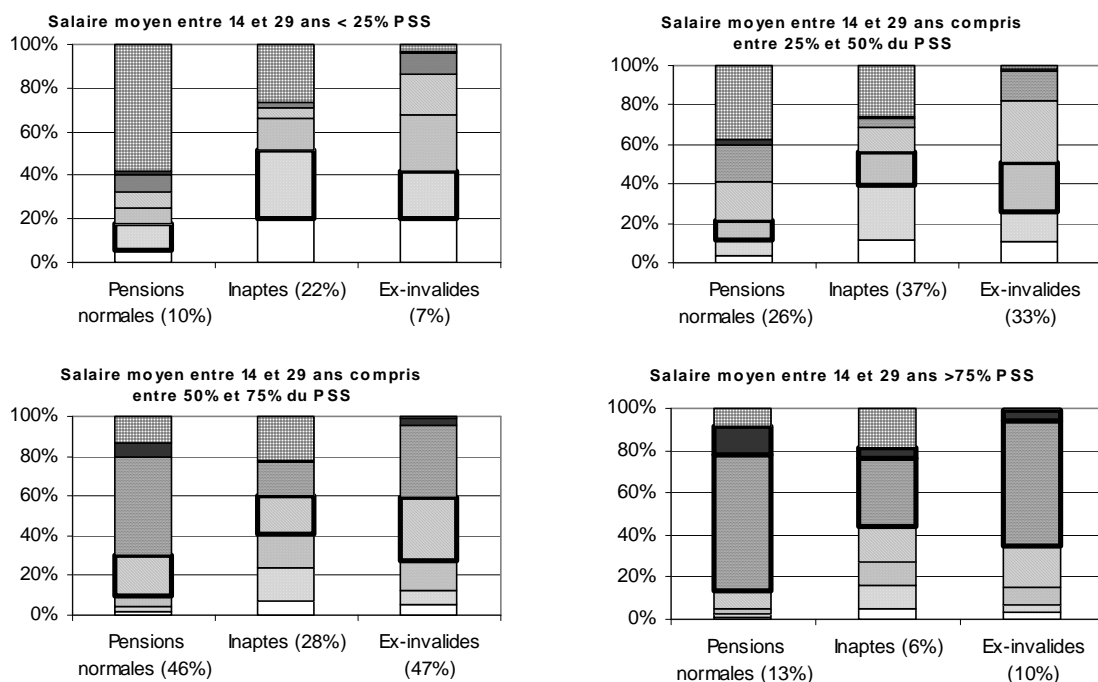 Salaire moyen entre 14 et 29 ans < 25% PSS
100%
80%
60%
40%
20%
0%
Pensions
normales (10%)
Inaptes (22%)
Ex-invalides
(7%)
Salaire moyen entre 14 et 29 ans compris
entre 25% et 50% du PSS
100%
80%
60%
40%
20%
0%
Pensions
normales (26%)
Inaptes (37%)
Ex-invalides
(33%)
Salaire moyen entre 14 et 29 ans compris
entre 50% et 75% du PSS
100%
80%
60%
40%
20%
0%
Pensions
normales (46%)
Inaptes (28%)
Ex-invalides
(47%)
Salaire moyen entre 14 et 29 ans >75% PSS
100%
80%
60%
40%
20%
0%
Pensions
normales (13%)
Inaptes (6%)
Ex-invalides
(10%)